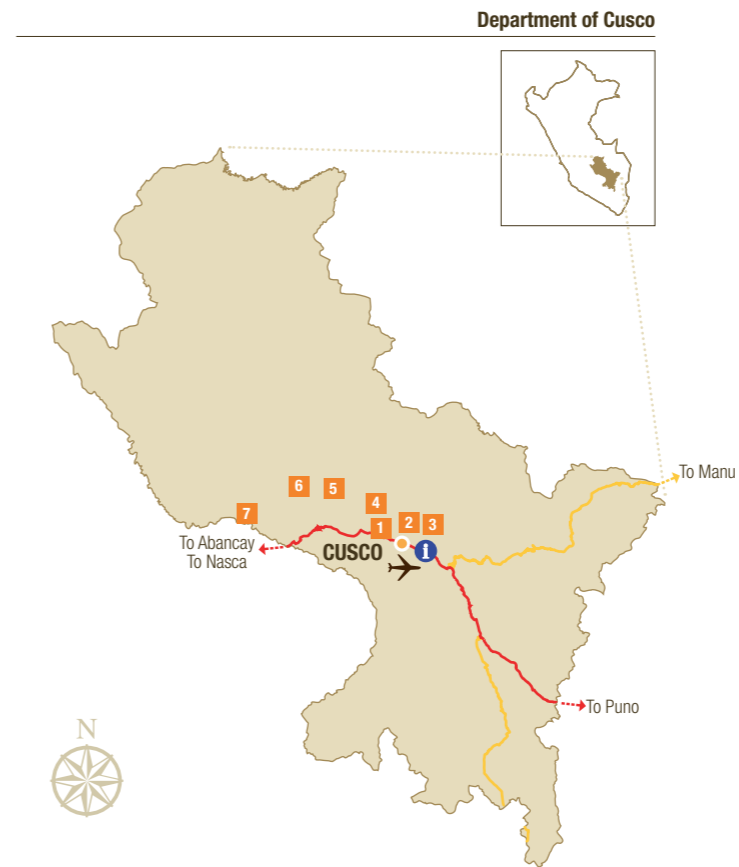 Department of Cusco
To Manu
6
5
4
7
1
2
3
To Abancay
To Nasca
CUSCO
i
To Puno
N